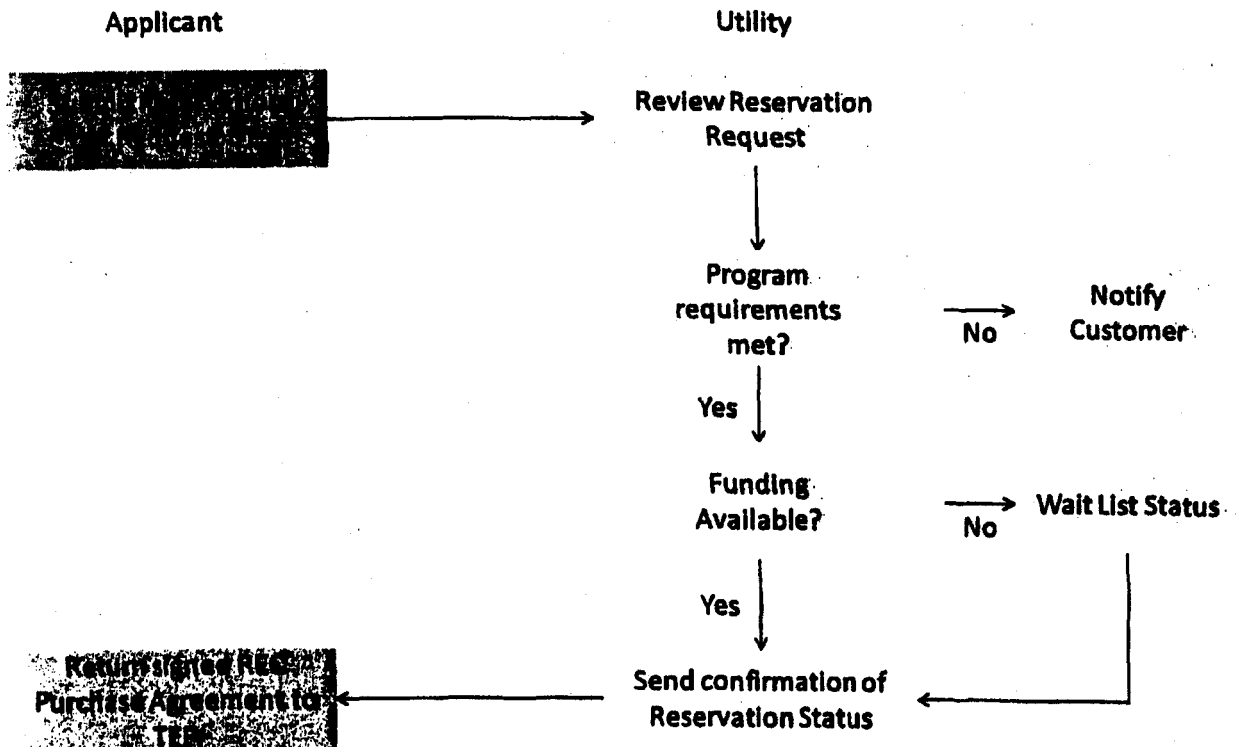 Applicant
Utility
Review Reservation
Request
Program
requirements
met?
No
Notify
Customer
Yes
Funding
Available?
No
Wait List Status
Yes
Send confirmation of
Reservation Status
Return signed REC
Purchase Agreement to
TEP